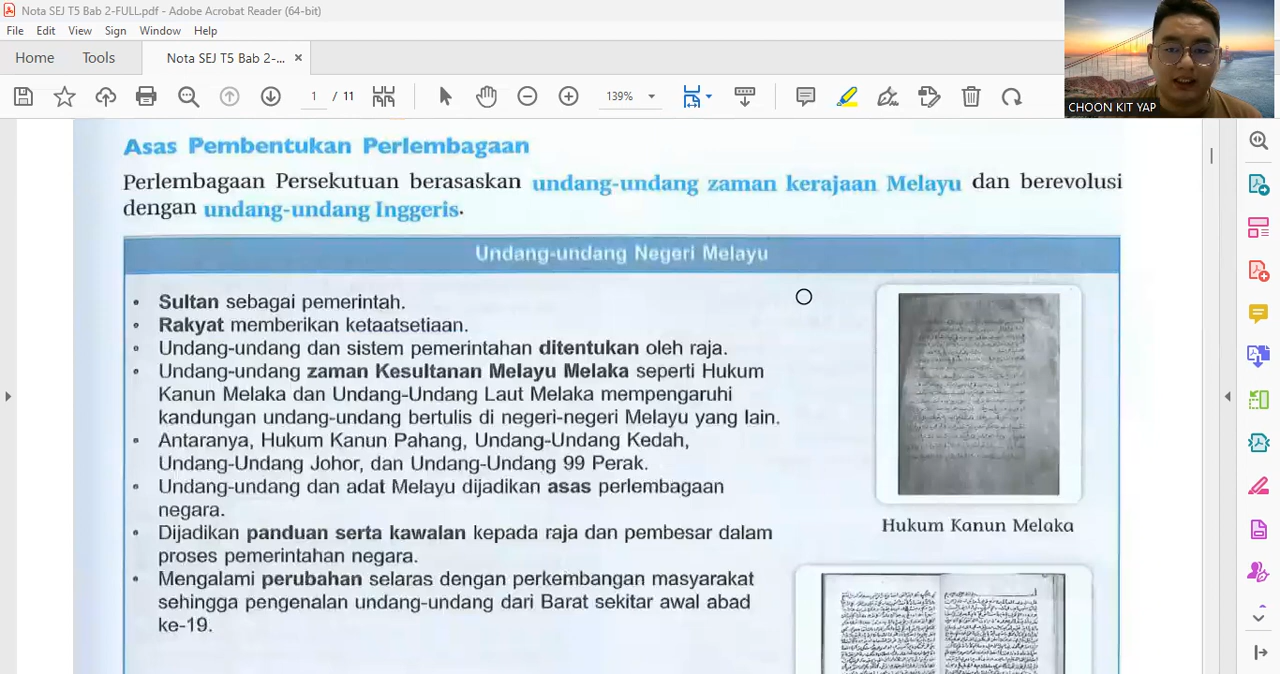 Nota SEJ T5 Bab 2-FULL.pdf - Adobe Acrobat Reader (64-bit)
File Edit View Sign Window Help
Home Tools Nota SEJ T5 Bab 2-... ×
1 / 11 139%
CHOON KIT YAP
Asas Pembentukan Perlembagaan
Perlembagaan Persekutuan berasaskan undang-undang zaman kerajaan Melayu dan berevolusi
dengan undang-undang Inggeris.
Undang-undang Negeri Melayu
• Sultan sebagai pemerintah.
• Rakyat memberikan ketaatsetiaan.
• Undang-undang dan sistem pemerintahan ditentukan oleh raja.
• Undang-undang zaman Kesultanan Melayu Melaka seperti Hukum
Kanun Melaka dan Undang-Undang Laut Melaka mempengaruhi
kandungan undang-undang bertulis di negeri-negeri Melayu yang lain.
• Antaranya, Hukum Kanun Pahang, Undang-Undang Kedah,
Undang-Undang Johor, dan Undang-Undang 99 Perak.
• Undang-undang dan adat Melayu dijadikan asas perlembagaan
negara.
• Dijadikan panduan serta kawalan kepada raja dan pembesar dalam
proses pemerintahan negara.
• Mengalami perubahan selaras dengan perkembangan masyarakat
sehingga pengenalan undang-undang dari Barat sekitar awal abad
ke-19.
Hukum Kanun Melaka